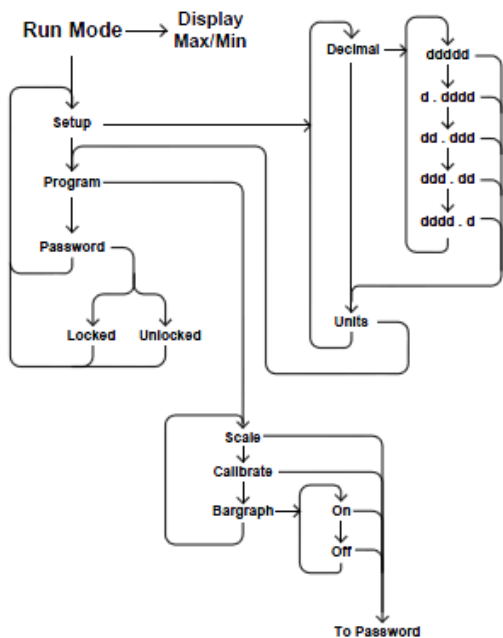 Run Mode
Display
Max/Min
Setup
Program
Password
Locked
Unlocked
Decimal
ddddd
d . dddd
dd . ddd
ddd . dd
dddd . d
Units
Scale
Calibrate
Bargraph
On
Off
To Password